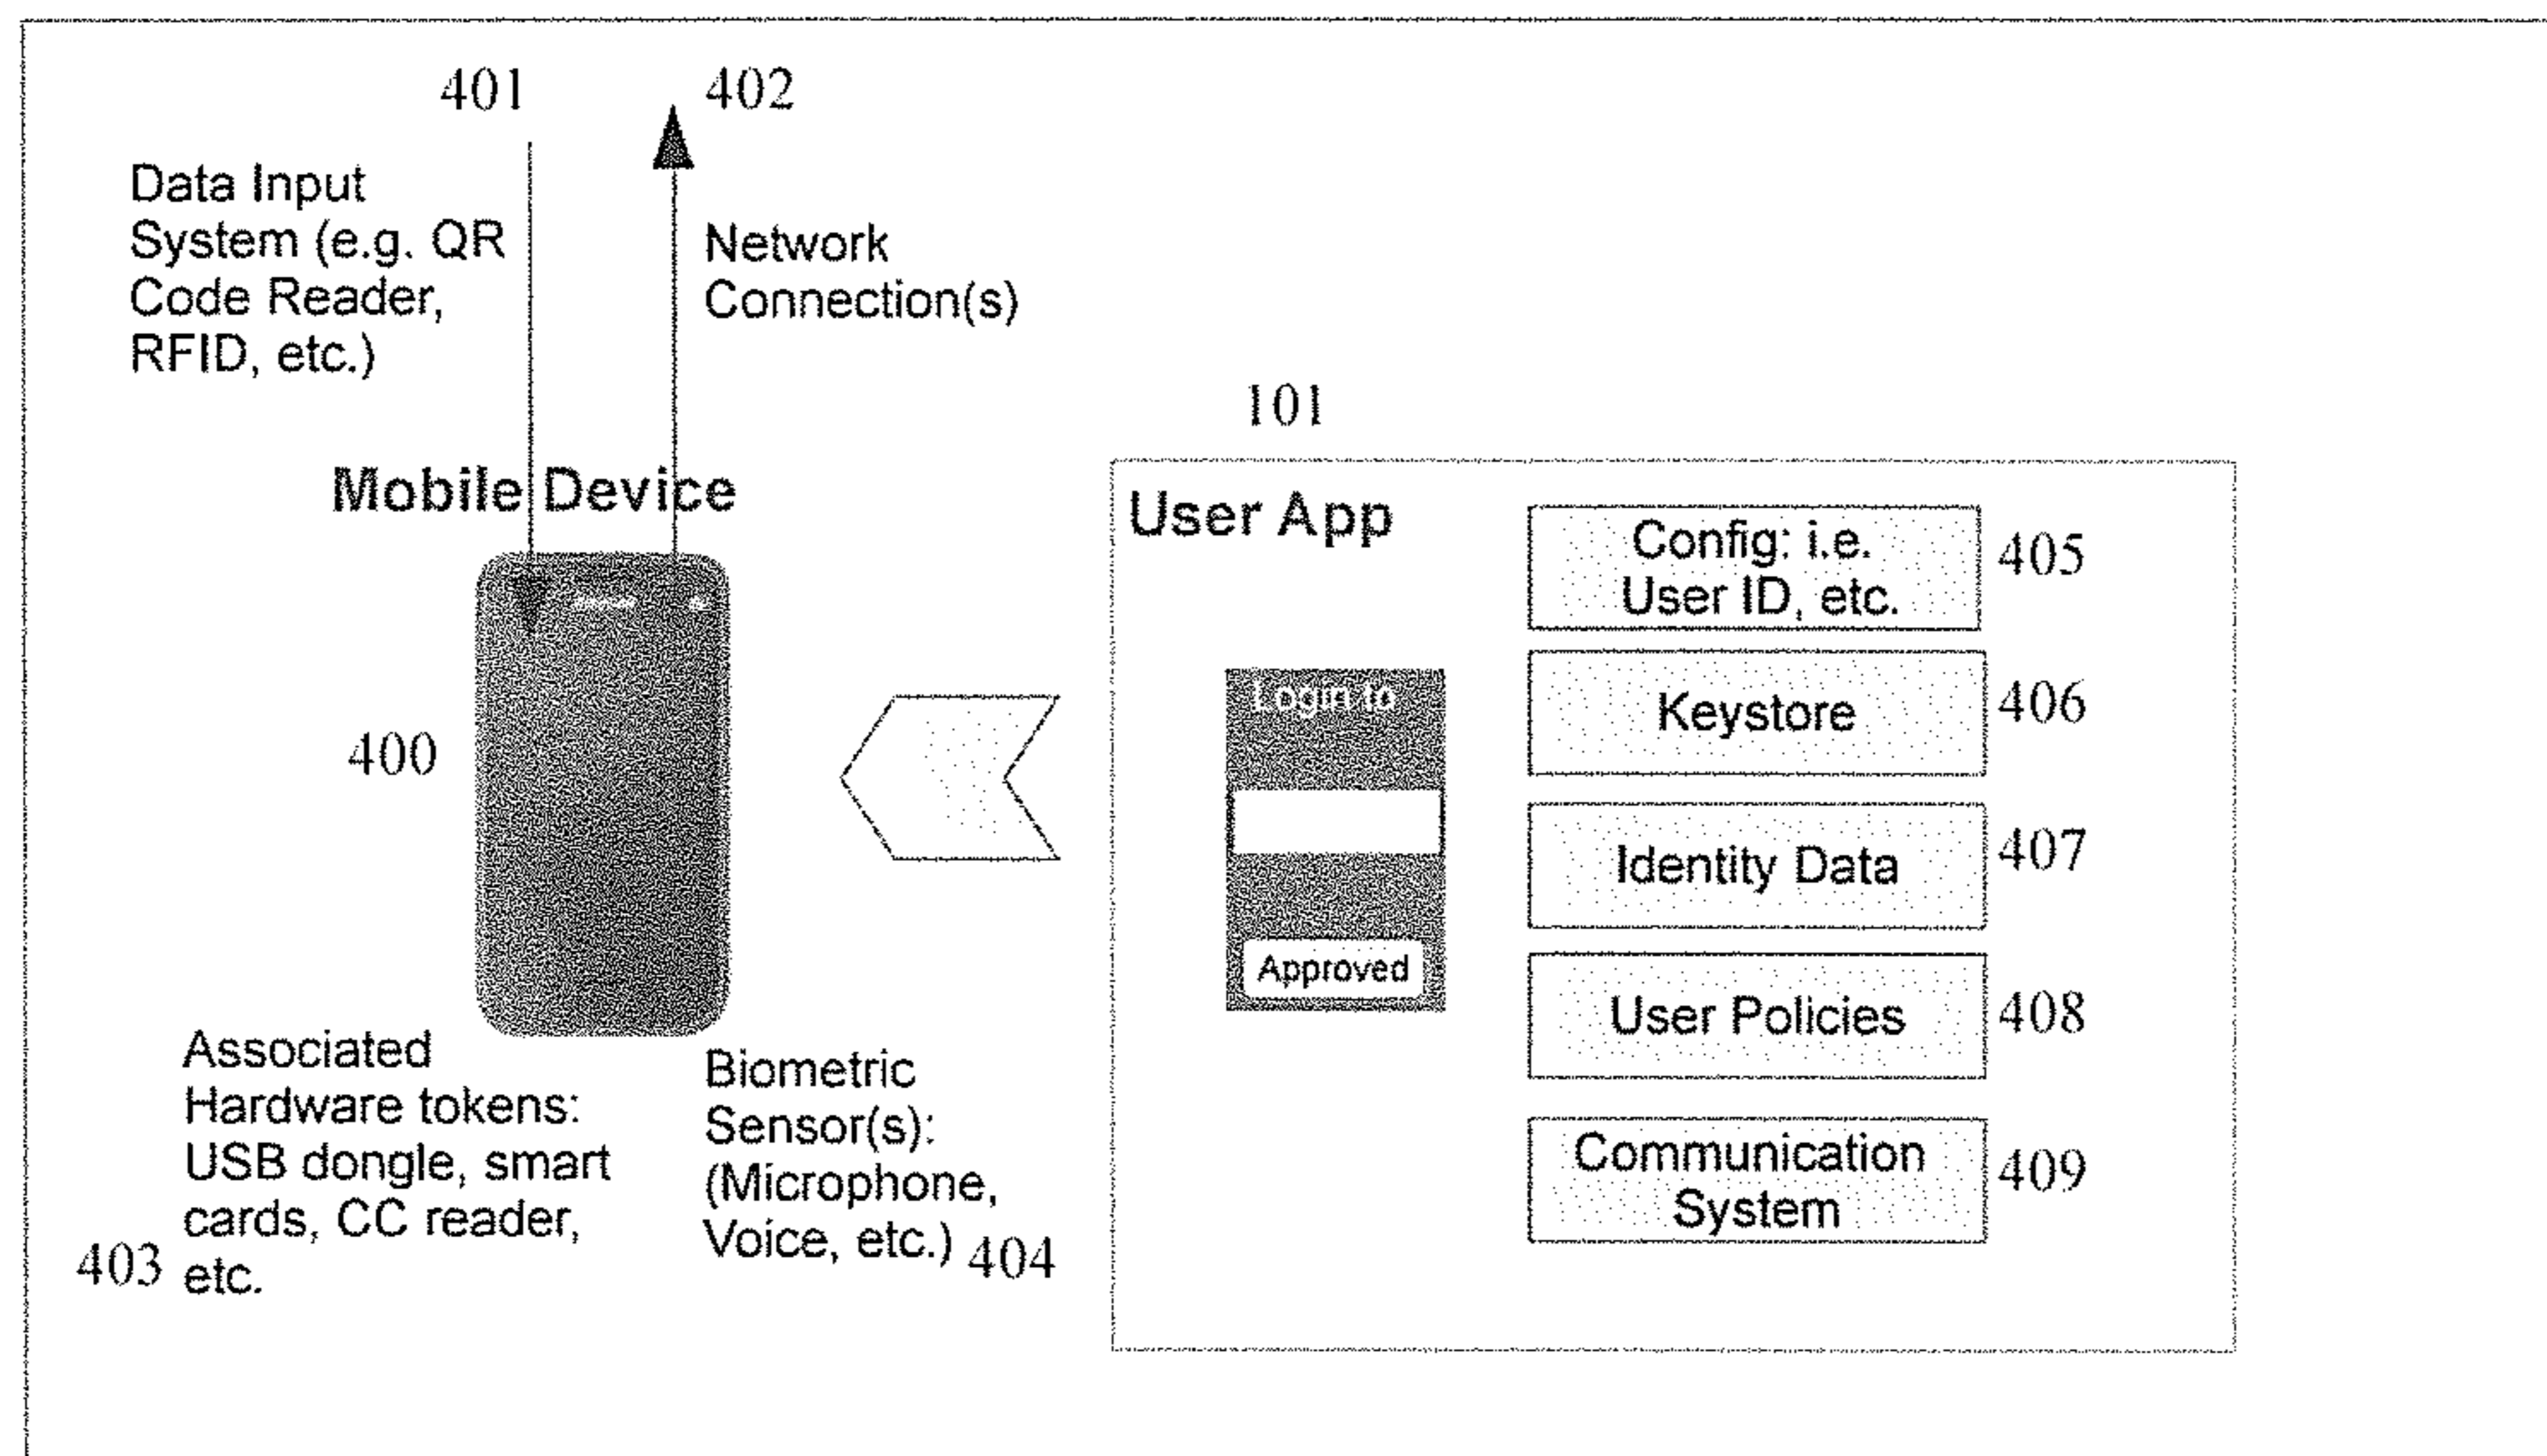 401
402
Data Input
System (e.g. QR
Code Reader,
RFID, etc.)
Network
Connection(s)
Mobile Device
400
Associated
Hardware tokens:
USB dongle, smart
cards, CC reader,
etc.
403
Biometric
Sensor(s):
(Microphone,
Voice, etc.)
404
101
User App
Login to
Approved
Config: i.e.
User ID, etc.
405
Keystore
406
Identity Data
407
User Policies
408
Communication
System
409